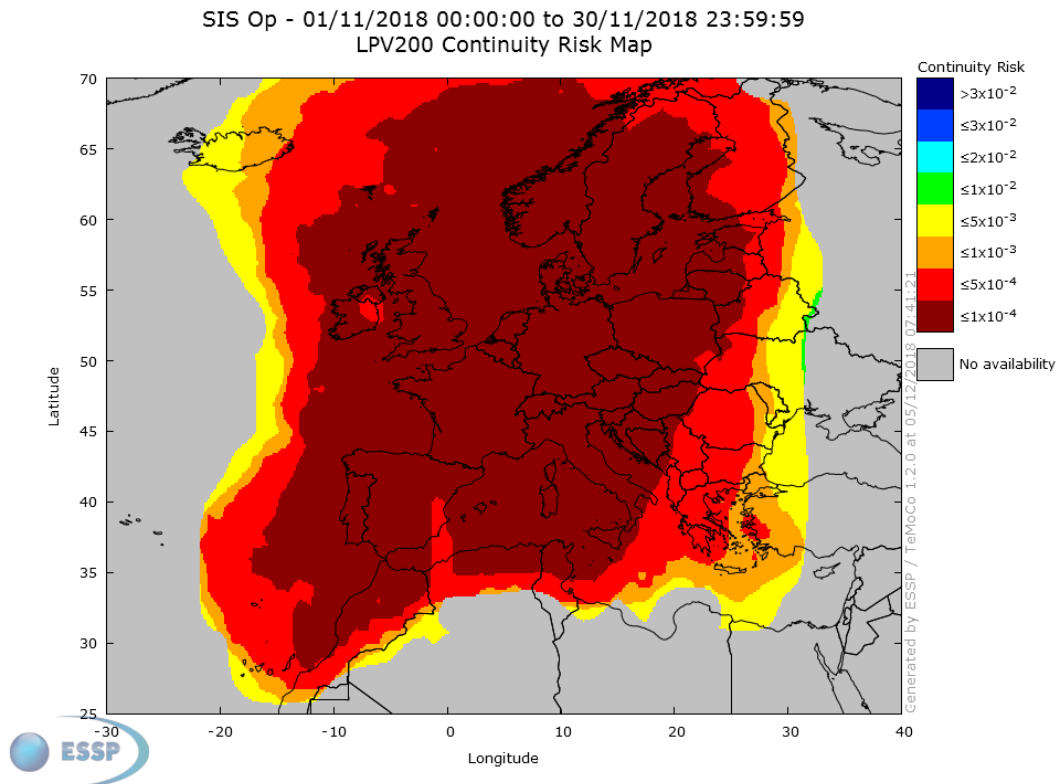 SIS Op - 01/11/2018 00:00:00 to 30/11/2018 23:59:59
LPV200 Continuity Risk Map
Continuity Risk
>3x10⁻²
≤3x10⁻²
≤2x10⁻²
≤1x10⁻²
≤5x10⁻³
≤1x10⁻³
≤5x10⁻⁴
≤1x10⁻⁴
No availability
Latitude
70
65
60
55
50
45
40
35
30
25
-30
-20
-10
0
10
20
30
40
Longitude
Generated by ESSP / TeMoCo 1.2.0 at 05/12/2018 07:41:21
ESSP